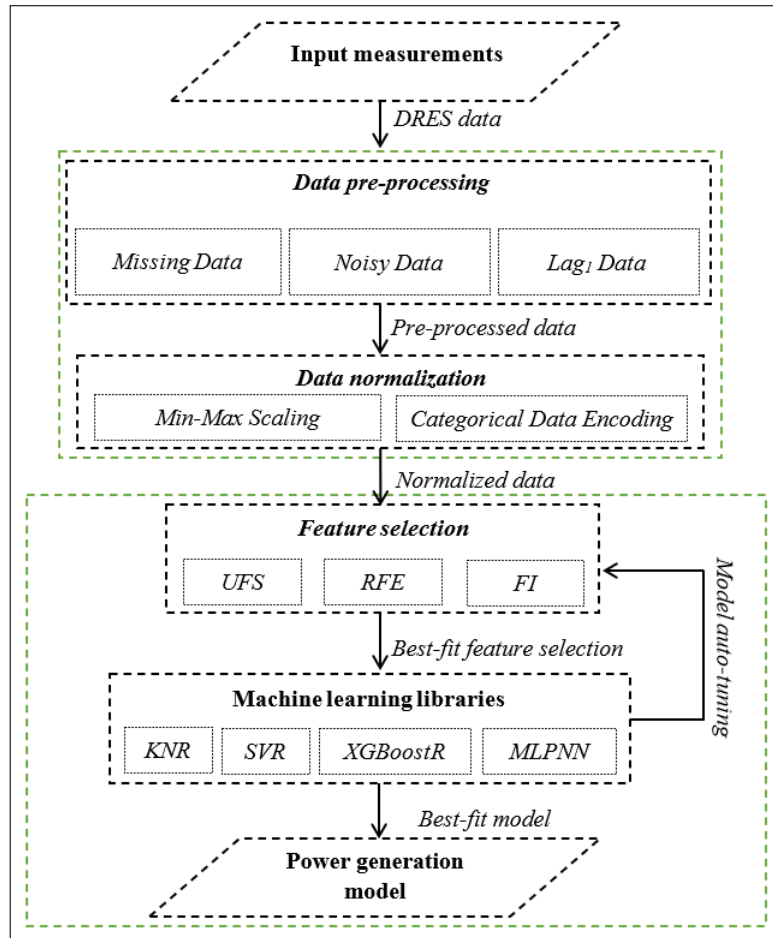 Input measurements
DRES data
Data pre-processing
Missing Data
Noisy Data
Lag₁ Data
Pre-processed data
Data normalization
Min-Max Scaling
Categorical Data Encoding
Normalized data
Feature selection
UFS
RFE
FI
Model auto-tuning
Best-fit feature selection
Machine learning libraries
KNR
SVR
XGBoostR
MLPNN
Best-fit model
Power generation
model